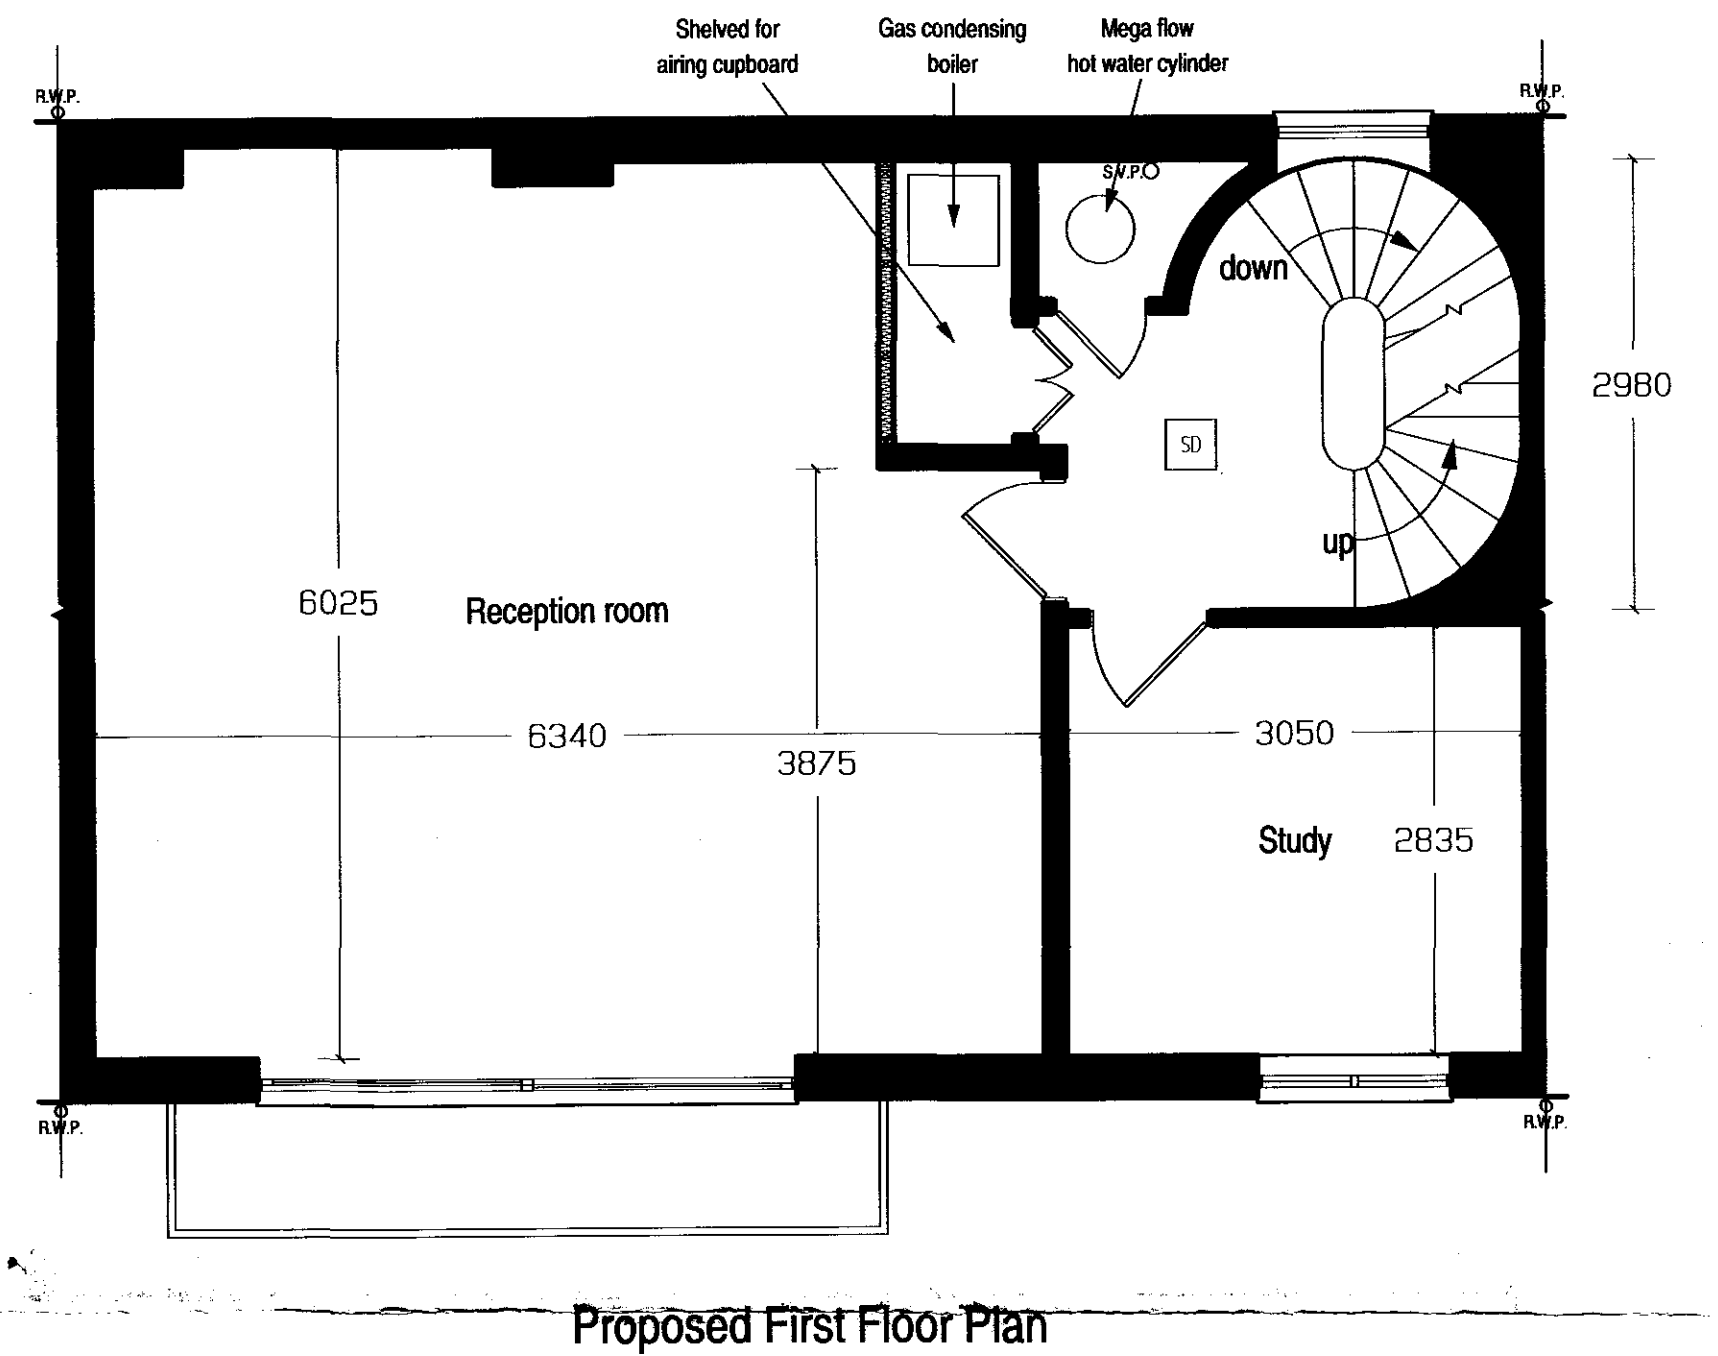 Shelved for
airing cupboard
Gas condensing
boiler
Mega flow
hot water cylinder
R.W.P.
R.W.P.
S.V.P.
down
2980
SD
up
6025
Reception room
6340
3875
3050
Study
2835
R.W.P.
R.W.P.
Proposed First Floor Plan